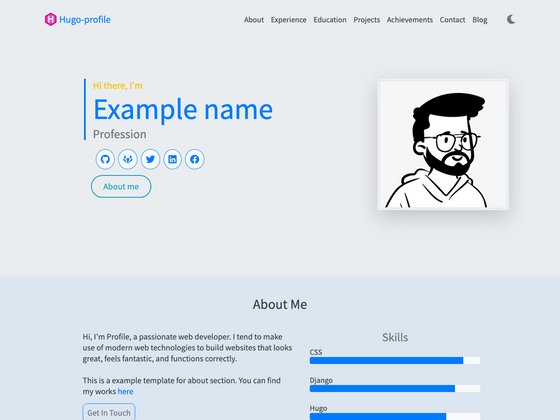 Hugo-profile
About Experience Education Projects Achievements Contact Blog
Hi there, I'm
Example name
Profession
About me
About Me
Hi, I'm Profile, a passionate web developer. I tend to make
use of modern web technologies to build websites that looks
great, feels fantastic, and functions correctly.
This is a example template for about section. You can find
my works here
Get In Touch
Skills
CSS
Django
Hugo